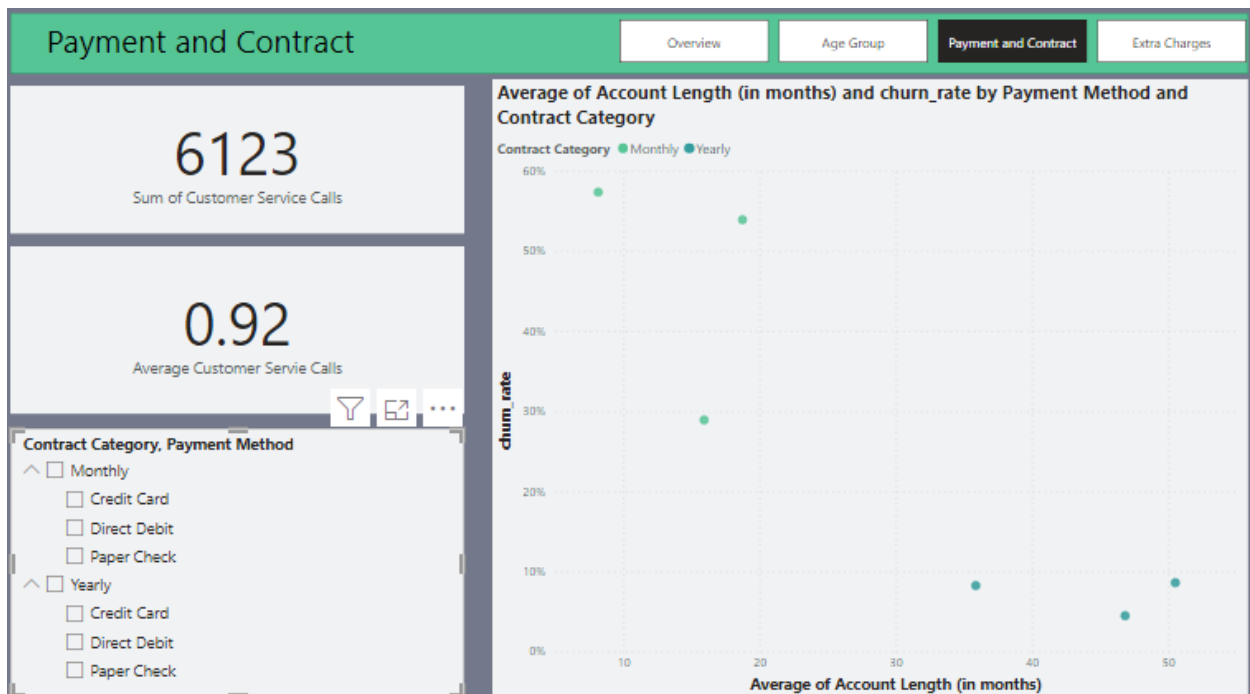 Payment and Contract
Overview
Age Group
Payment and Contract
Extra Charges
6123
Sum of Customer Service Calls
0.92
Average Customer Servie Calls
Contract Category, Payment Method
Monthly
Credit Card
Direct Debit
Paper Check
Yearly
Credit Card
Direct Debit
Paper Check
Average of Account Length (in months) and churn_rate by Payment Method and
Contract Category
Contract Category Monthly Yearly
60%
50%
40%
30%
20%
10%
0%
churn_rate
10 20 30 40 50
Average of Account Length (in months)